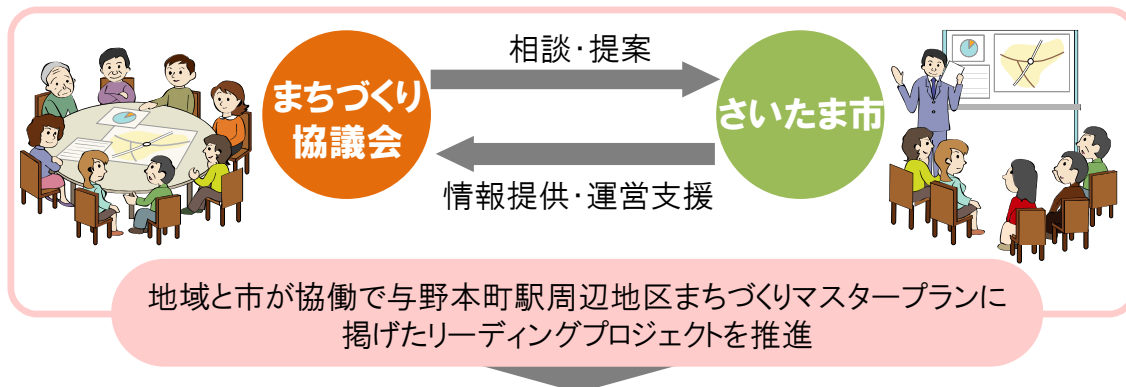 相談・提案
まちづくり
協議会
さいたま市
情報提供・運営支援
地域と市が協働で与野本町駅周辺地区まちづくりマスタープランに
掲げたリーディングプロジェクトを推進